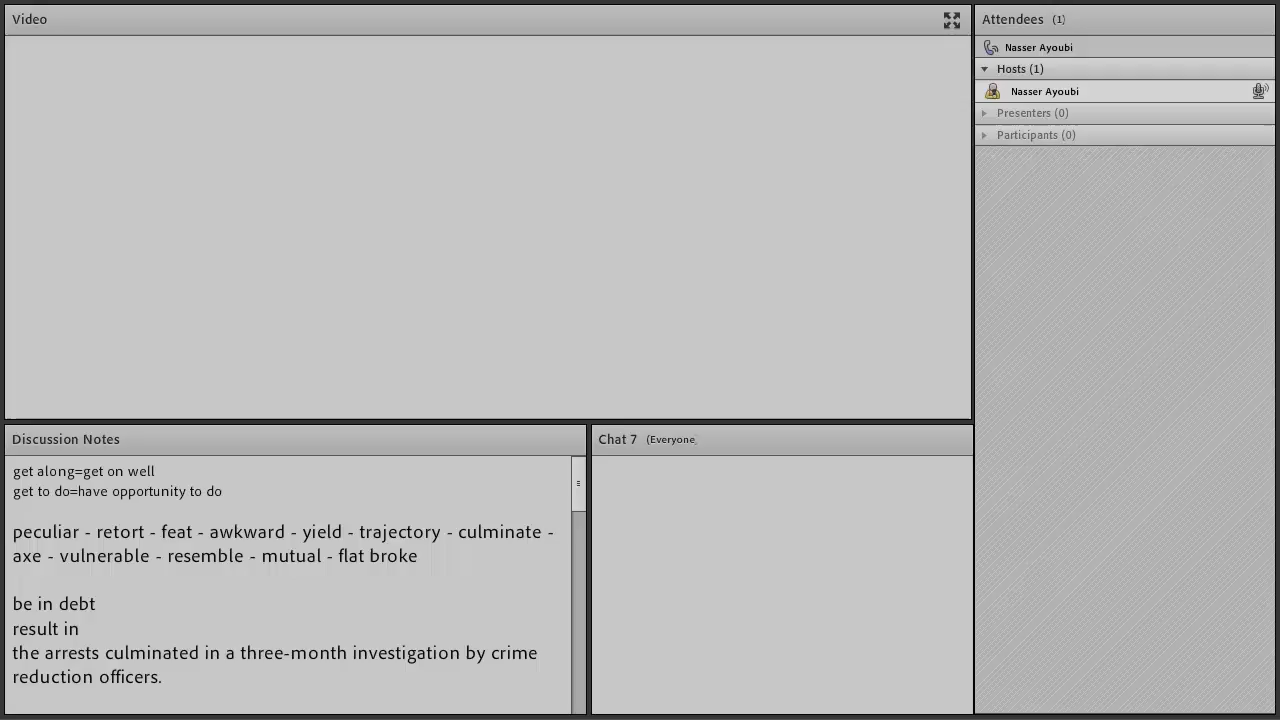 Video
Attendees (1)
Nasser Ayoubi
Hosts (1)
Nasser Ayoubi
Presenters (0)
Participants (0)
Discussion Notes
get along=get on well
get to do=have opportunity to do
peculiar - retort - feat - awkward - yield - trajectory - culminate -
axe - vulnerable - resemble - mutual - flat broke
be in debt
result in
the arrests culminated in a three-month investigation by crime
reduction officers.
Chat 7 (Everyone